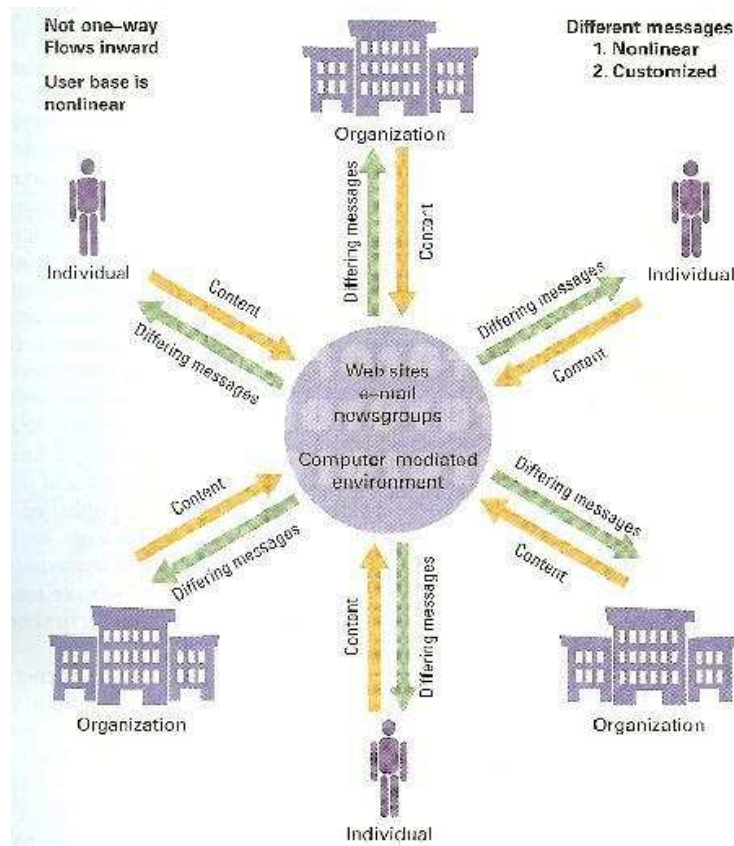 Not one–way
Flows inward
User base is
nonlinear
Different messages
1. Nonlinear
2. Customized
Organization
Individual
Individual
Differing messages
Content
Content
Differing messages
Differing messages
Content
Web sites
e–mail
newsgroups
Computer mediated
environment
Content
Differing messages
Differing messages
Content
Content
Differing messages
Organization
Organization
Individual